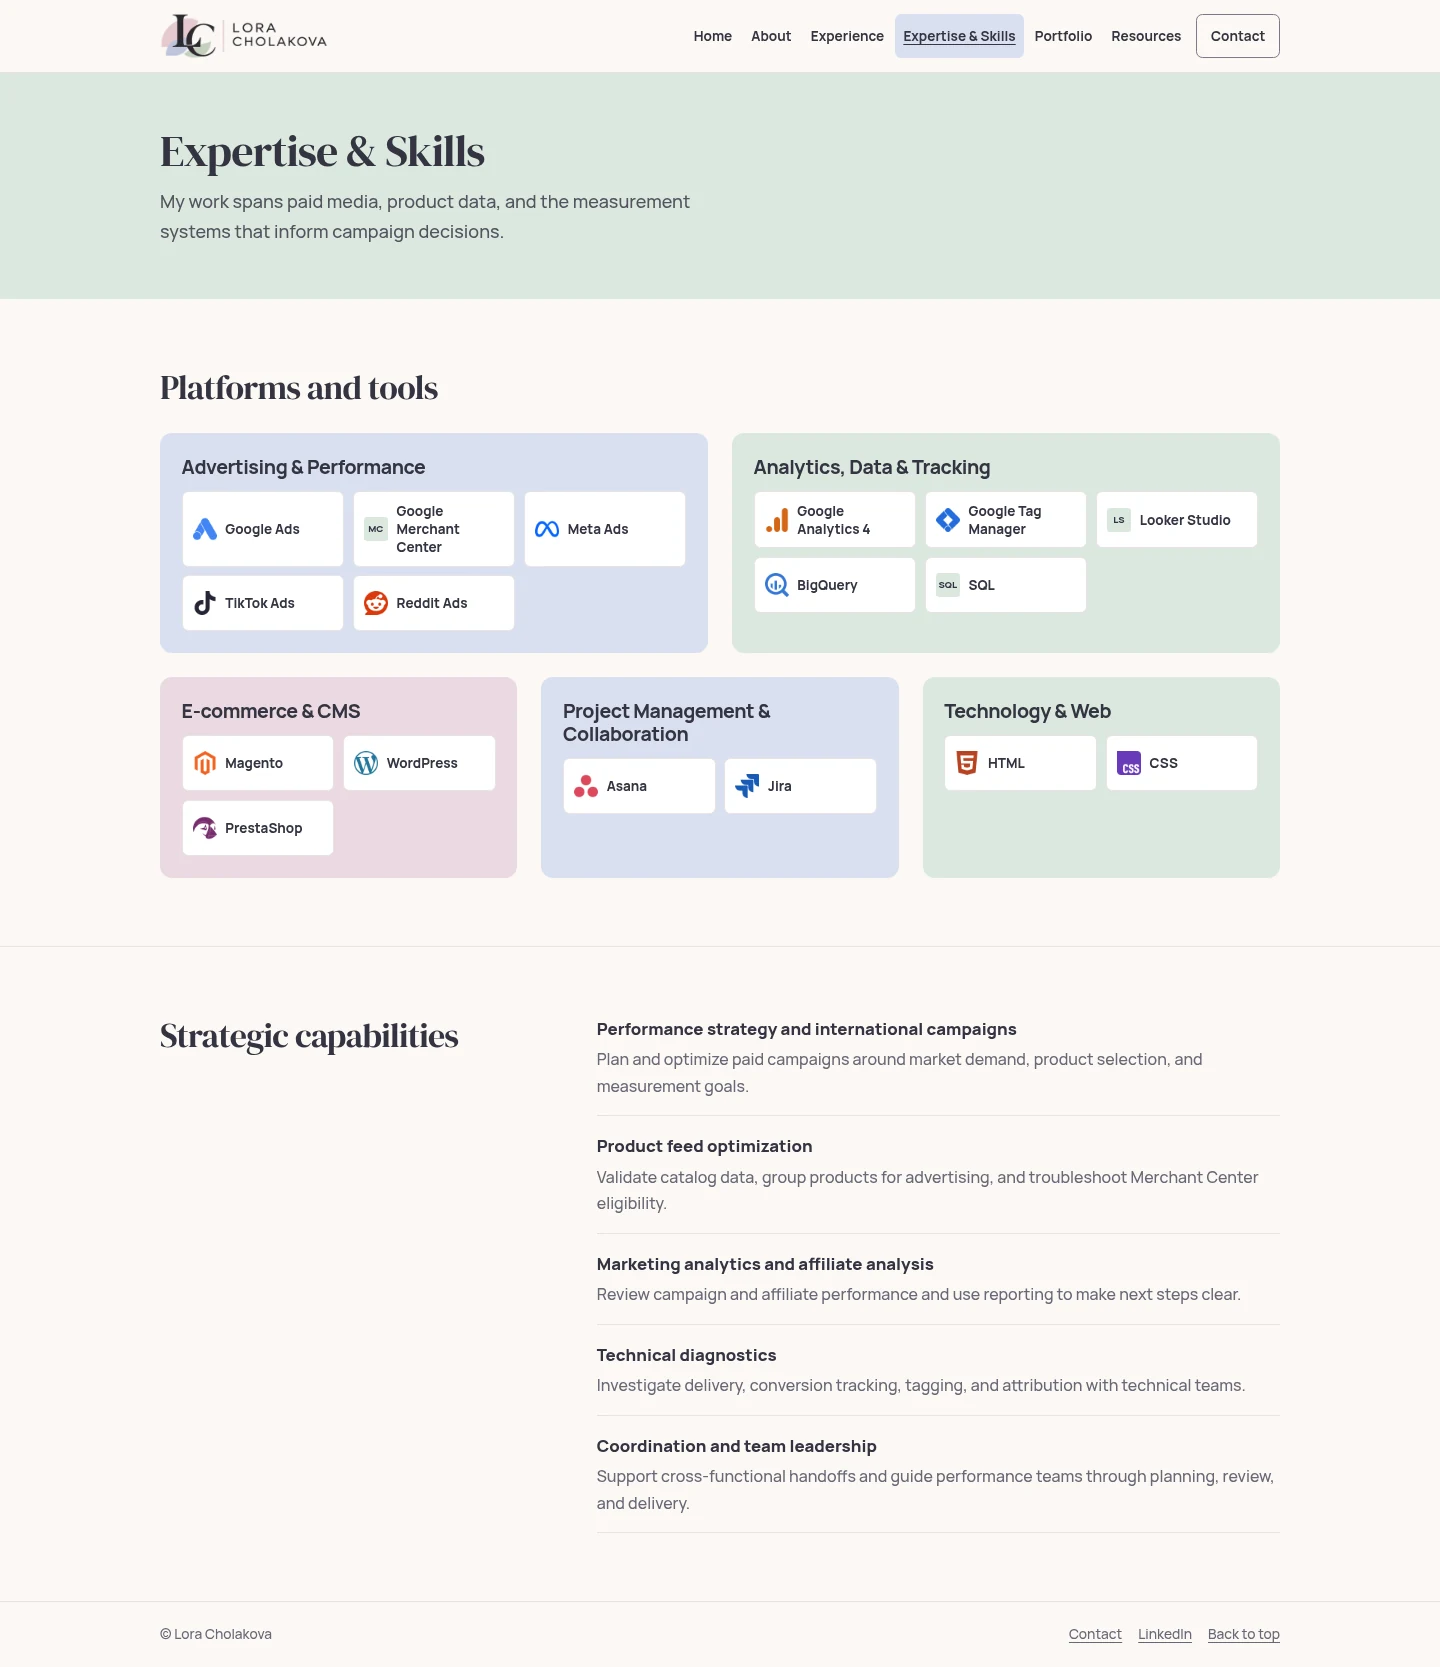 LC
LORA
CHOLAKOVA
Home
About
Experience
Expertise & Skills
Portfolio
Resources
Contact
Expertise & Skills
My work spans paid media, product data, and the measurement
systems that inform campaign decisions.
Platforms and tools
Advertising & Performance
Google Ads
MC
Google
Merchant
Center
Meta Ads
TikTok Ads
Reddit Ads
Analytics, Data & Tracking
Google
Analytics 4
Google Tag
Manager
LS
Looker Studio
BigQuery
SQL
SQL
E-commerce & CMS
Magento
WordPress
PrestaShop
Project Management &
Collaboration
Asana
Jira
Technology & Web
HTML
CSS
CSS
Strategic capabilities
Performance strategy and international campaigns
Plan and optimize paid campaigns around market demand, product selection, and
measurement goals.
Product feed optimization
Validate catalog data, group products for advertising, and troubleshoot Merchant Center
eligibility.
Marketing analytics and affiliate analysis
Review campaign and affiliate performance and use reporting to make next steps clear.
Technical diagnostics
Investigate delivery, conversion tracking, tagging, and attribution with technical teams.
Coordination and team leadership
Support cross-functional handoffs and guide performance teams through planning, review,
and delivery.
© Lora Cholakova
Contact
LinkedIn
Back to top